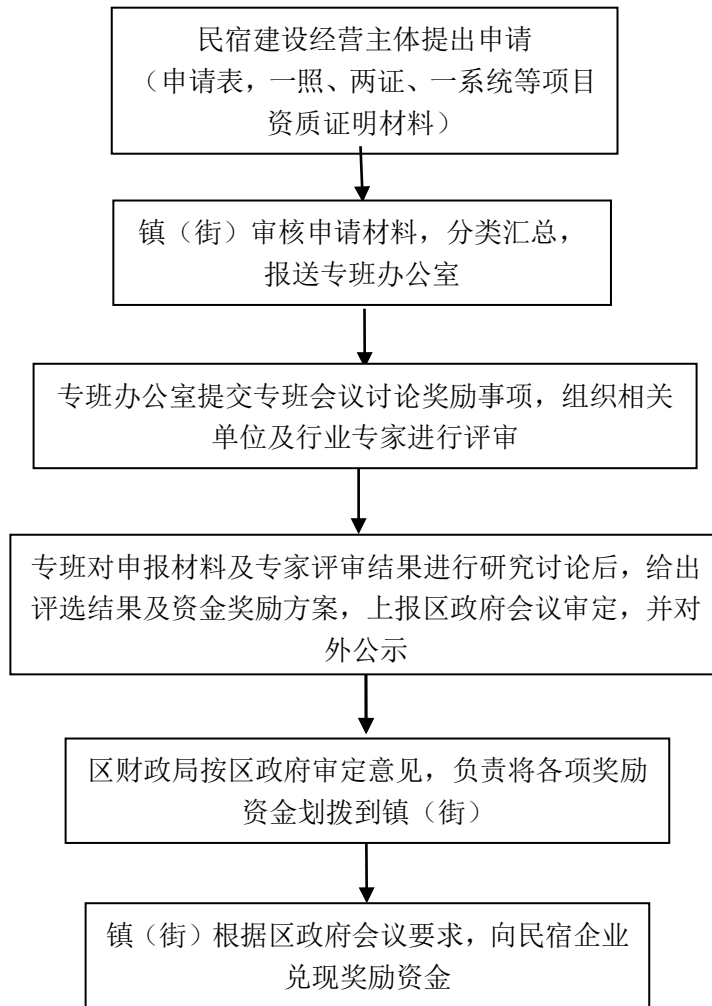 民宿建设经营主体提出申请
（申请表，一照、两证、一系统等项目
资质证明材料）
镇（街）审核申请材料，分类汇总，
报送专班办公室
专班办公室提交专班会议讨论奖励事项，组织相关
单位及行业专家进行评审
专班对申报材料及专家评审结果进行研究讨论后，给出
评选结果及资金奖励方案，上报区政府会议审定，并对
外公示
区财政局按区政府审定意见，负责将各项奖励
资金划拨到镇（街）
镇（街）根据区政府会议要求，向民宿企业
兑现奖励资金